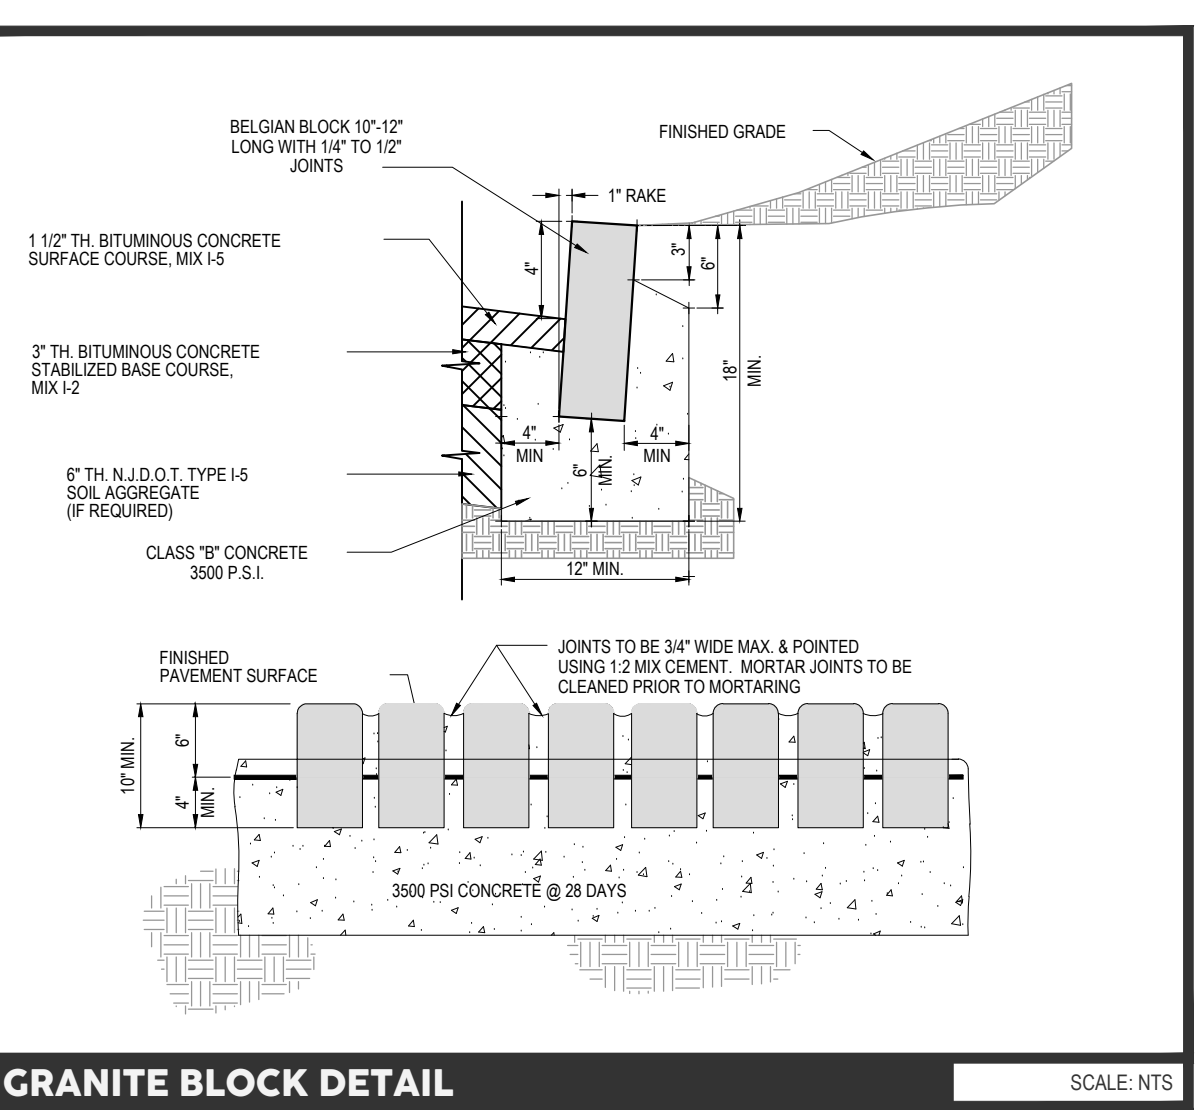 BELGIAN BLOCK 10"-12"
LONG WITH 1/4" TO 1/2"
JOINTS
FINISHED GRADE
1" RAKE
1 1/2" TH. BITUMINOUS CONCRETE
SURFACE COURSE, MIX I-5
4"
3"
6"
3" TH. BITUMINOUS CONCRETE
STABILIZED BASE COURSE,
MIX I-2
18"
MIN.
4"
MIN
4"
MIN
6"
MIN.
6" TH. N.J.D.O.T. TYPE I-5
SOIL AGGREGATE
(IF REQUIRED)
CLASS "B" CONCRETE
3500 P.S.I.
12" MIN.
FINISHED
PAVEMENT SURFACE
JOINTS TO BE 3/4" WIDE MAX. & POINTED
USING 1:2 MIX CEMENT. MORTAR JOINTS TO BE
CLEANED PRIOR TO MORTARING
10" MIN.
6"
4"
MIN.
3500 PSI CONCRETE @ 28 DAYS
GRANITE BLOCK DETAIL
SCALE: NTS